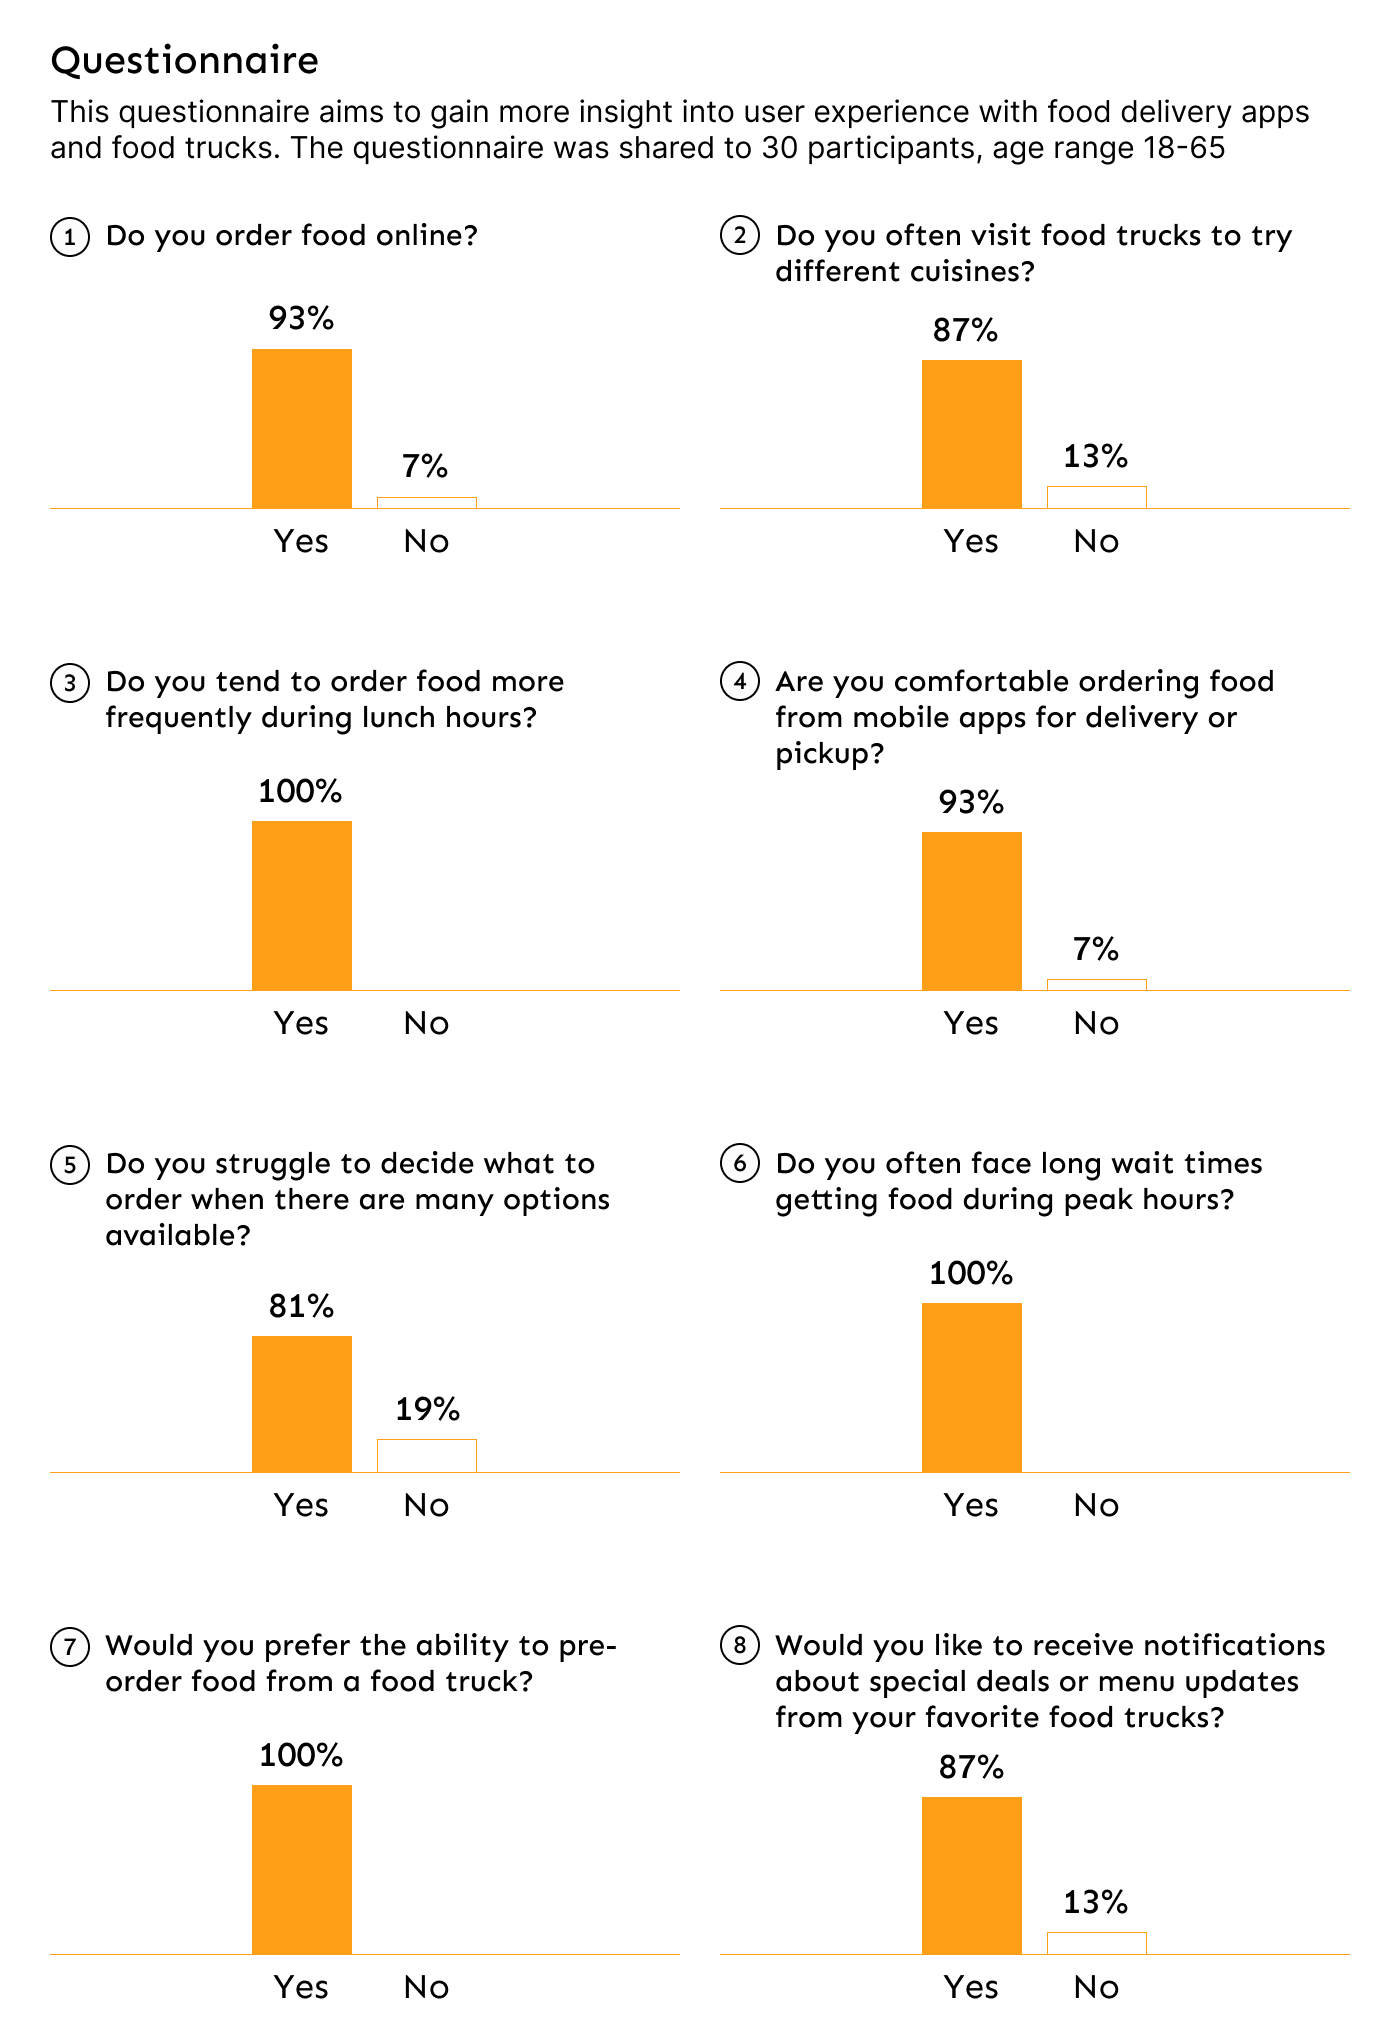 Questionnaire
This questionnaire aims to gain more insight into user experience with food delivery apps
and food trucks. The questionnaire was shared to 30 participants, age range 18-65
1 Do you order food online?
93%
7%
Yes No
2 Do you often visit food trucks to try
different cuisines?
87%
13%
Yes No
3 Do you tend to order food more
frequently during lunch hours?
100%
Yes No
4 Are you comfortable ordering food
from mobile apps for delivery or
pickup?
93%
7%
Yes No
5 Do you struggle to decide what to
order when there are many options
available?
81%
19%
Yes No
6 Do you often face long wait times
getting food during peak hours?
100%
Yes No
7 Would you prefer the ability to pre-
order food from a food truck?
100%
Yes No
8 Would you like to receive notifications
about special deals or menu updates
from your favorite food trucks?
87%
13%
Yes No